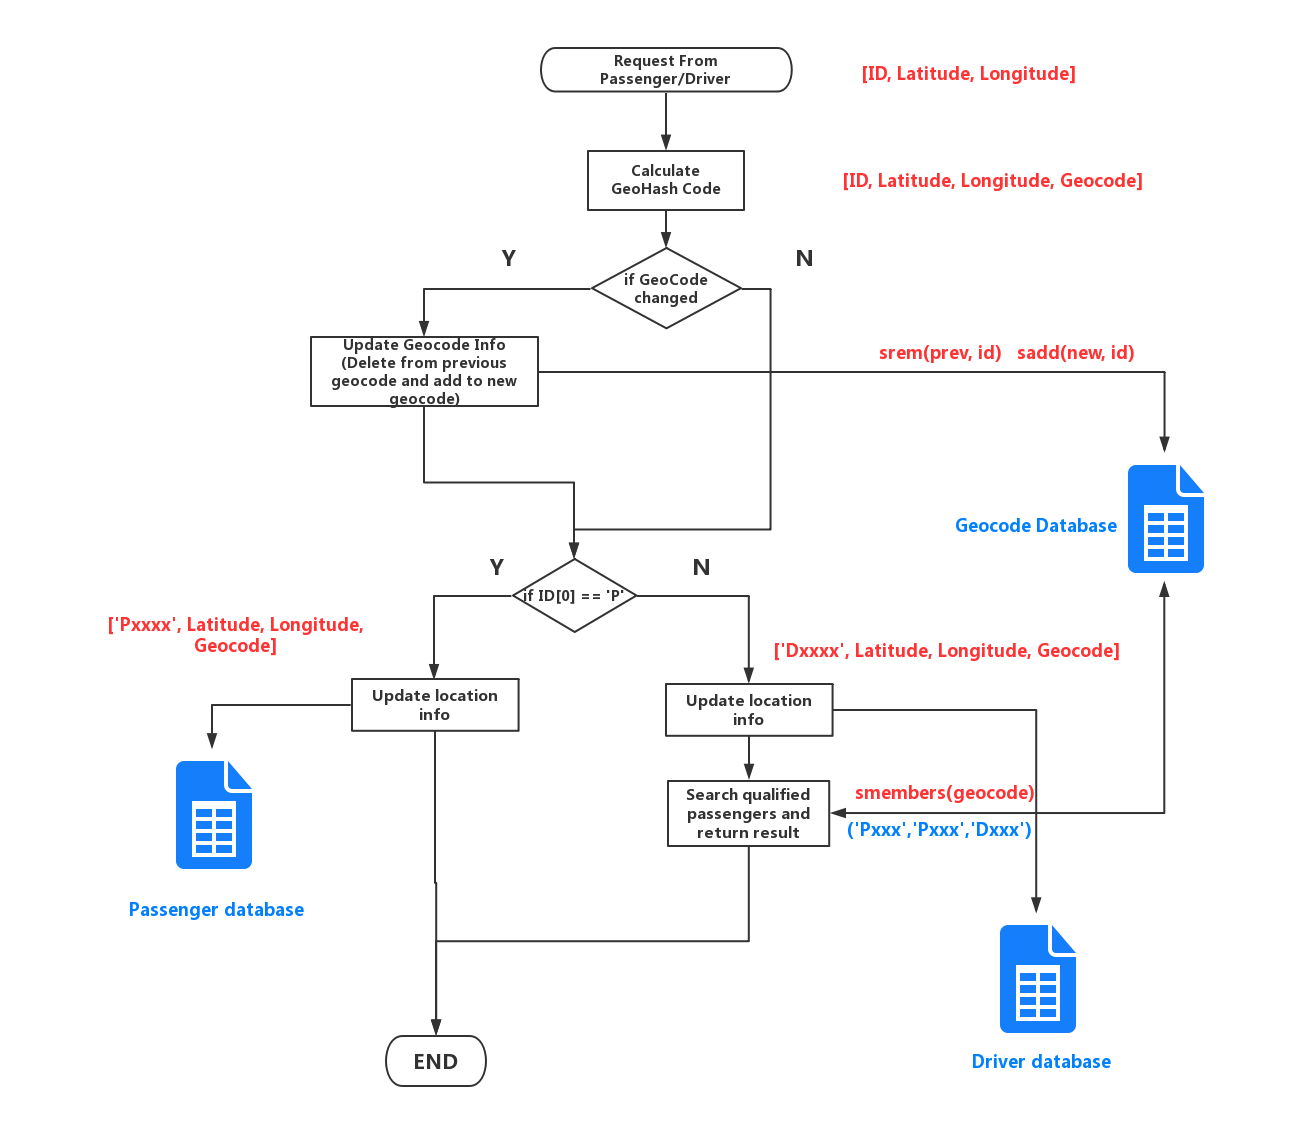 Request From
Passenger/Driver
[ID, Latitude, Longitude]
Calculate
GeoHash Code
[ID, Latitude, Longitude, Geocode]
Y
N
if GeoCode
changed
Update Geocode Info
(Delete from previous
geocode and add to new
geocode)
srem(prev, id) sadd(new, id)
Geocode Database
Y
N
if ID[0] == 'P'
['Pxxxx', Latitude, Longitude,
Geocode]
['Dxxxx', Latitude, Longitude, Geocode]
Update location
info
Update location
info
Search qualified
passengers and
return result
smembers(geocode)
('Pxxx','Pxxx','Dxxx')
Passenger database
END
Driver database